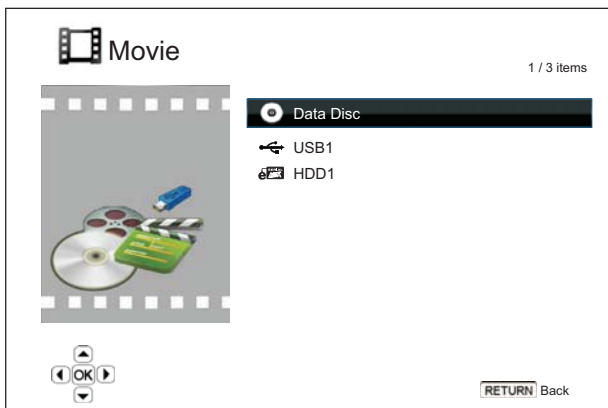 Movie
1 / 3 items
Data Disc
USB1
HDD1
OK
RETURN Back